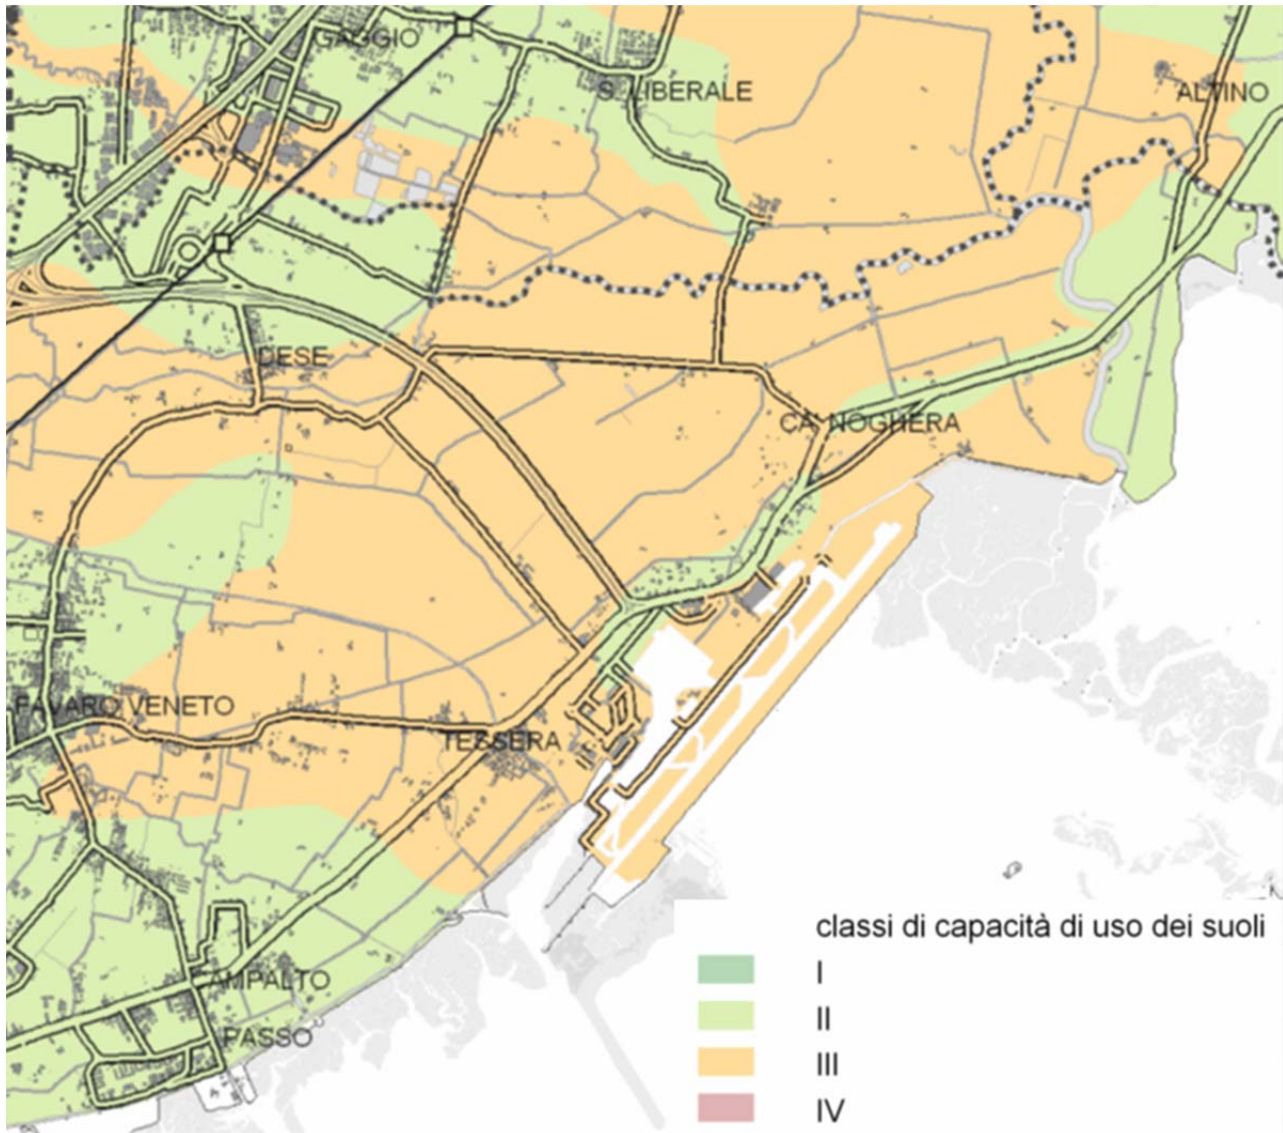 GAGGIO
S. LIBERALE
ALTINO
DESE
CA' NOGHERA
FAVARO VENETO
TESSERA
CAMPALTO
PASSO
classi di capacità di uso dei suoli
I
II
III
IV